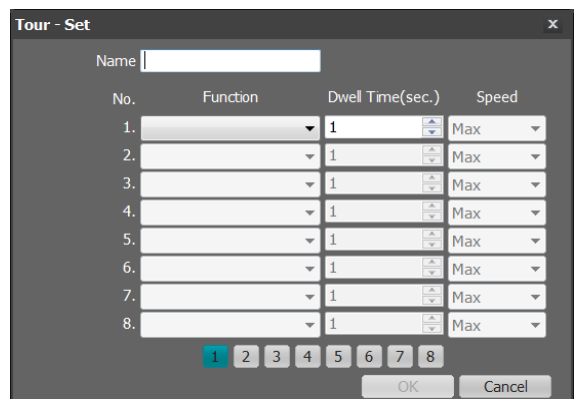 Tour - Set x
Name
No. Function Dwell Time(sec.) Speed
1. 1 Max
2. 1 Max
3. 1 Max
4. 1 Max
5. 1 Max
6. 1 Max
7. 1 Max
8. 1 Max
1 2 3 4 5 6 7 8
OK Cancel